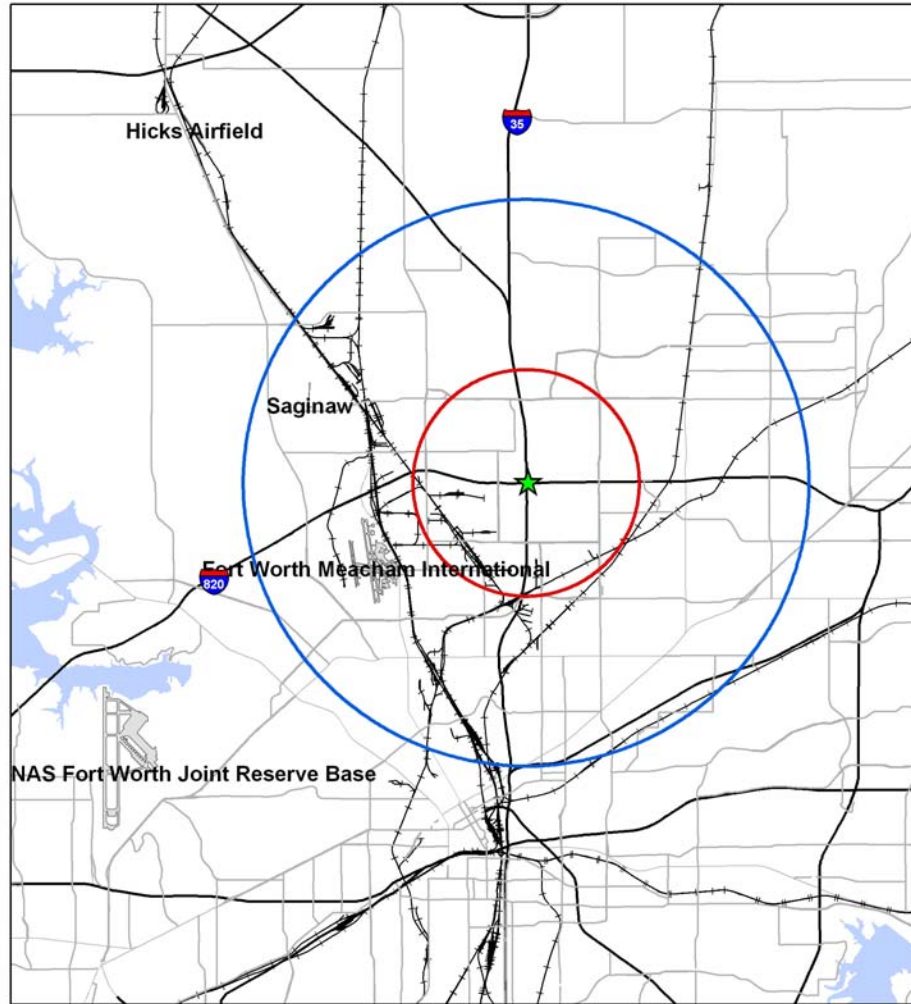 35
Hicks Airfield
Saginaw
Fort Worth Meacham International
820
NAS Fort Worth Joint Reserve Base